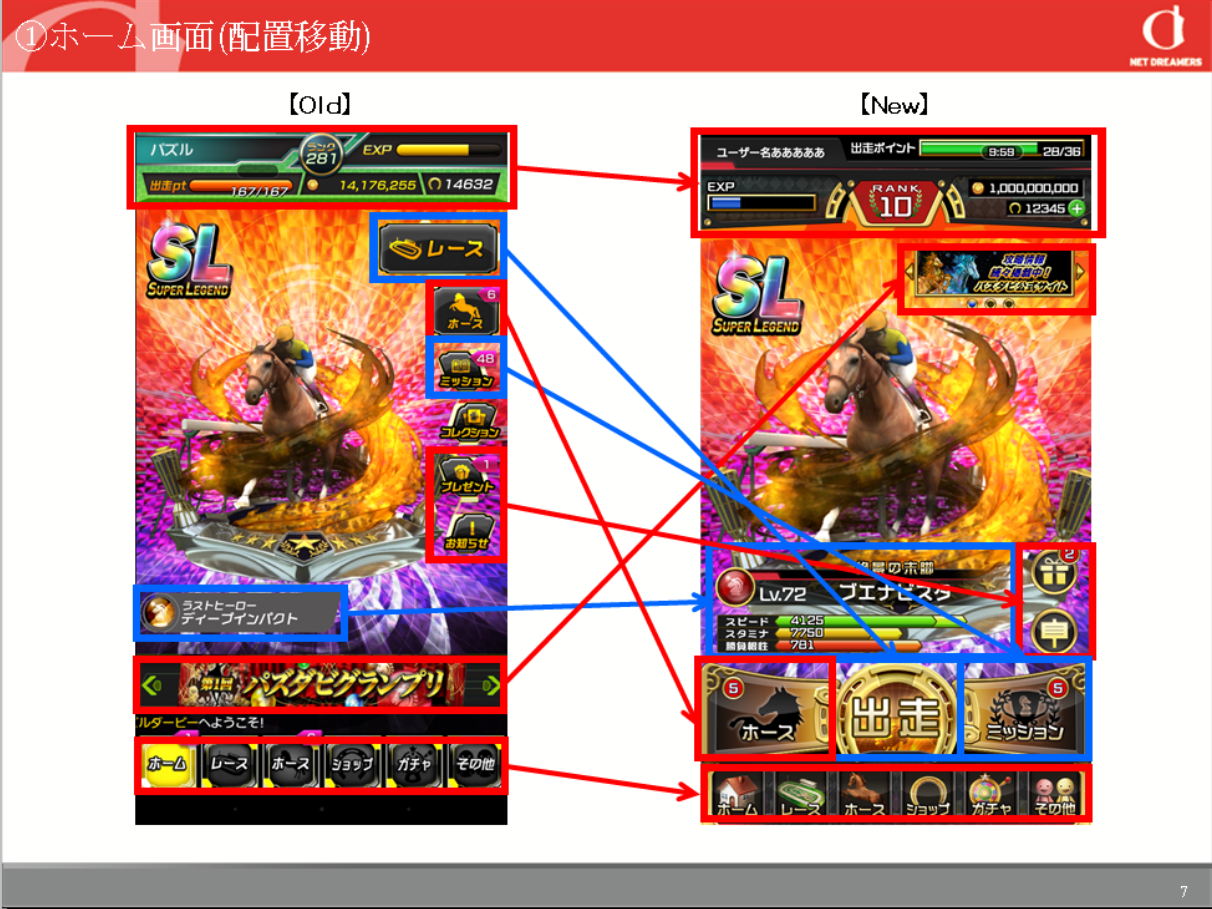 ①ホーム画面(配置移動)
NET DREAMERS
【Old】
【New】
パズル
ランク
281
EXP
出走pt
167/167
14,176,255
14632
SL
SUPER LEGEND
レース
6
ホース
48
ミッション
コレクション
1
プレゼント
お知らせ
ラストヒーロー
ディープインパクト
第1回 パズダビグランプリ
ルダービーへようこそ!
ホーム
レース
ホース
ショップ
ガチャ
その他
ユーザー名ああああああ
出走ポイント
9:59
28/36
EXP
RANK
10
1,000,000,000
12345
攻略情報
続々掲載中!
パズダビ公式サイト
SL
SUPER LEGEND
2
Lv.72
ブエナビスタ
スピード 4125
スタミナ 7750
勝負根性 781
5
ホース
出走
5
ミッション
ホーム
レース
ホース
ショップ
ガチャ
その他
7